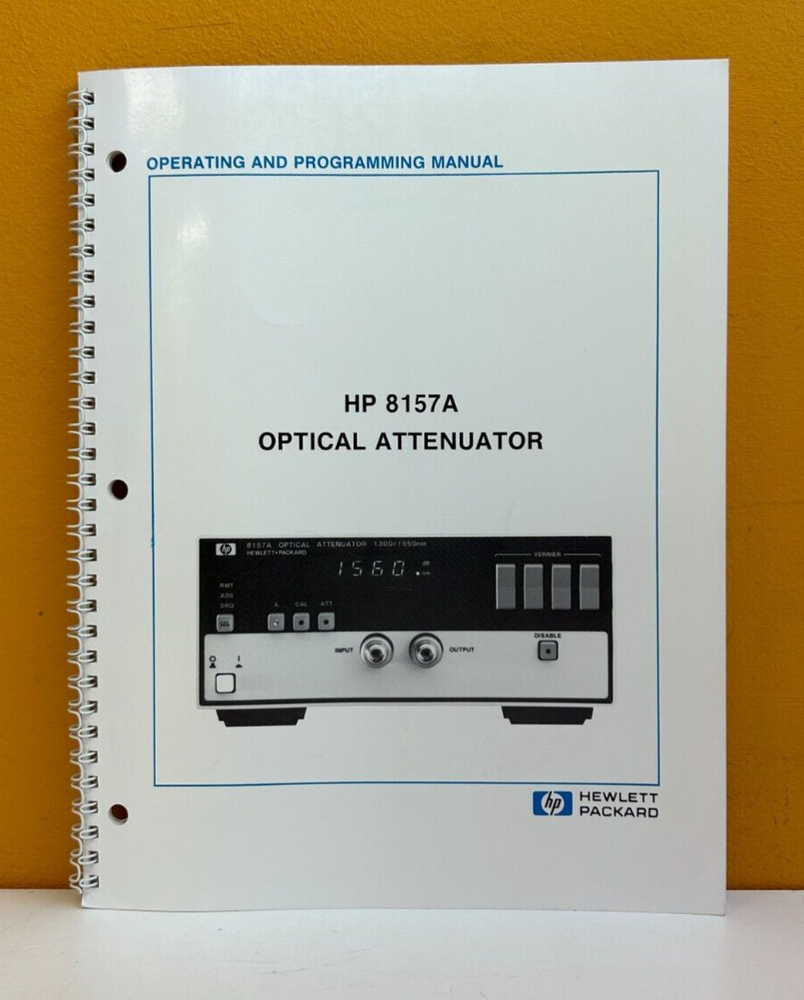 OPERATING AND PROGRAMMING MANUAL
HP 8157A
OPTICAL ATTENUATOR
hp
8157A OPTICAL ATTENUATOR 1300/1550nm
HEWLETT•PACKARD
1560
VERNIER
RMT
ADS
SRQ
CAL ATT
LCL
DISABLE
INPUT
OUTPUT
O I
hp HEWLETT
PACKARD